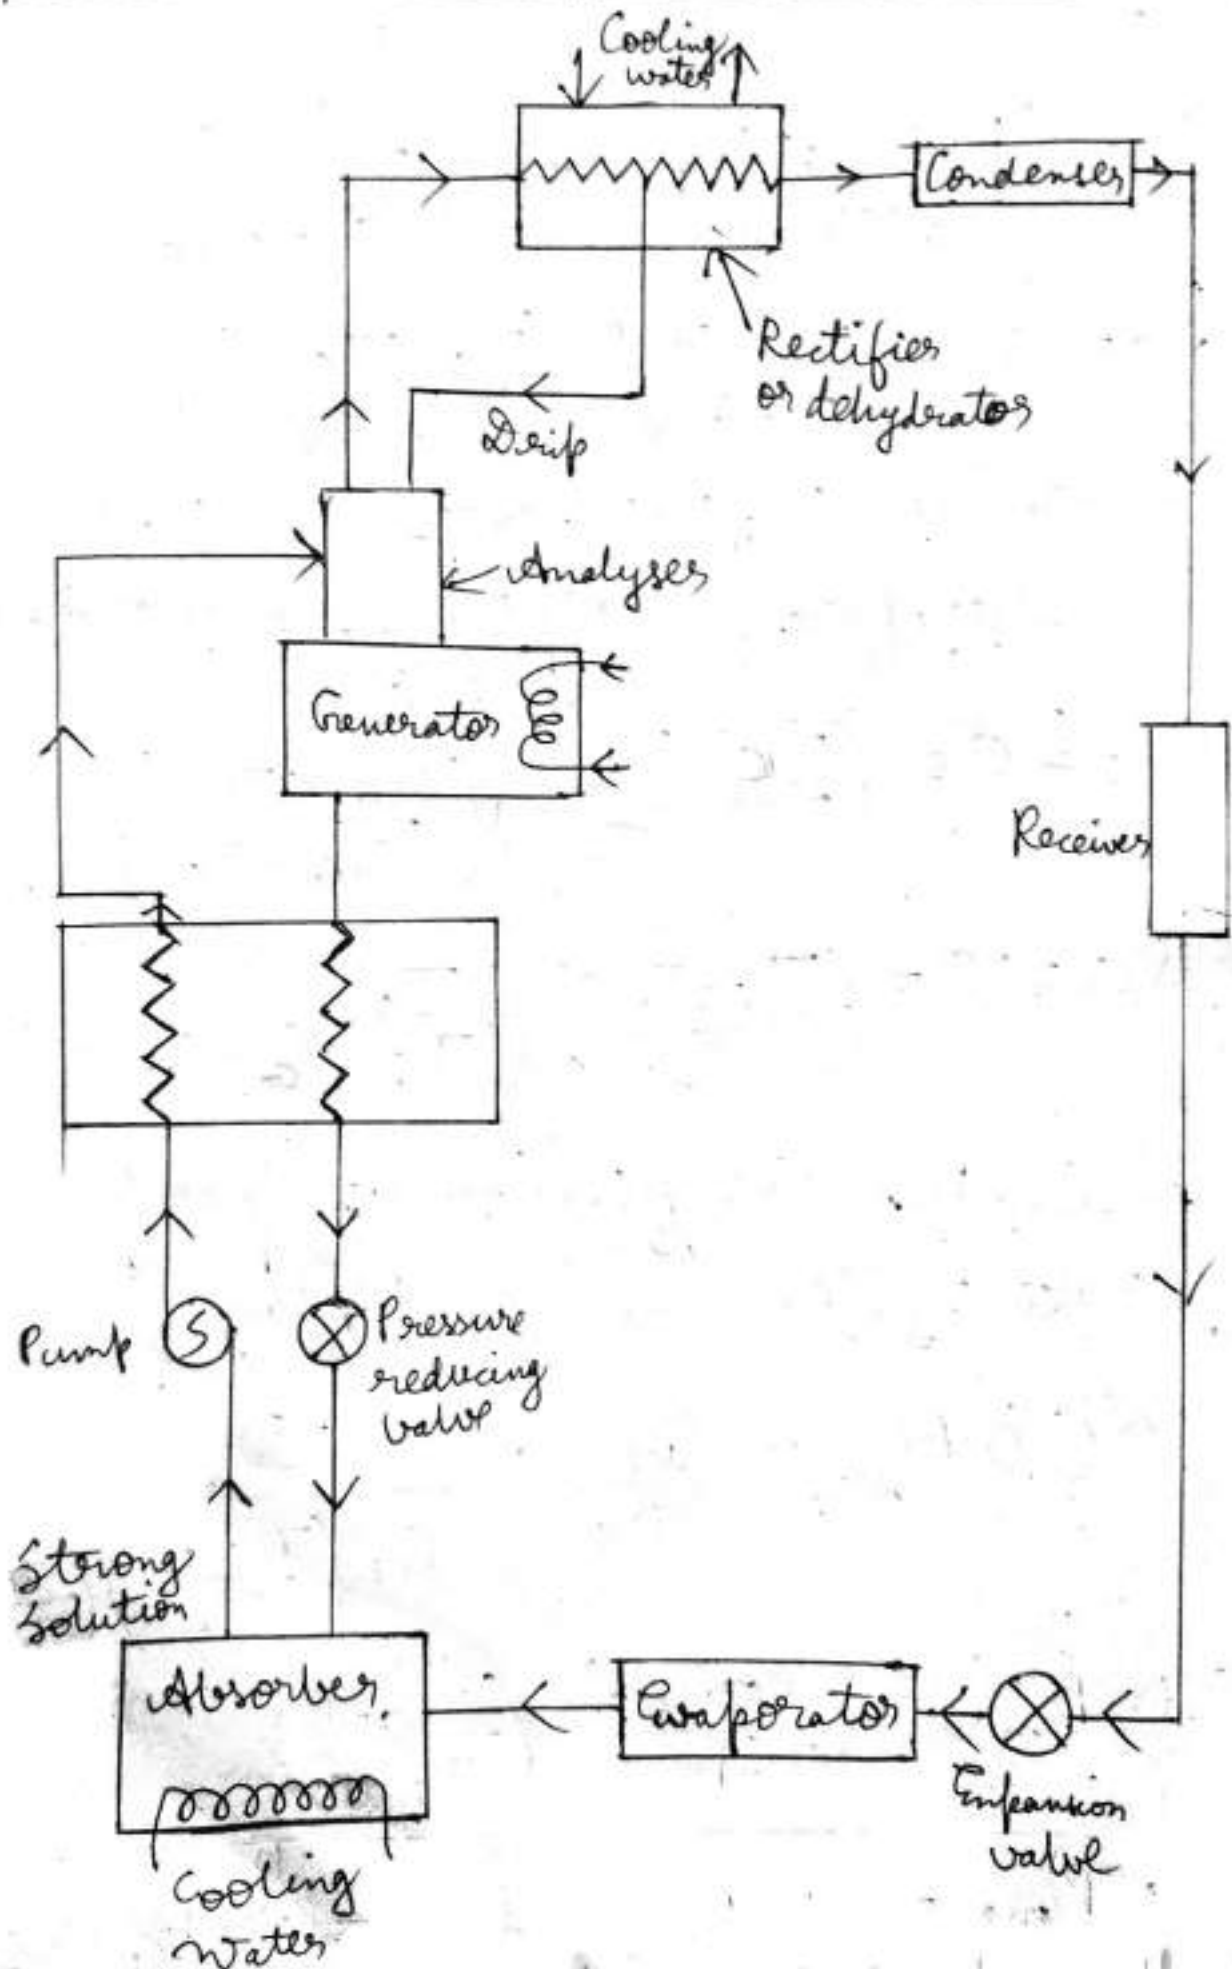 Cooling
water
Condenser
Rectifier
or dehydrator
Drip
Analyser
Generator
Receiver
Pump
S
Pressure
reducing
valve
Strong
Solution
Absorber
Evaporator
Expansion
valve
Cooling
Water